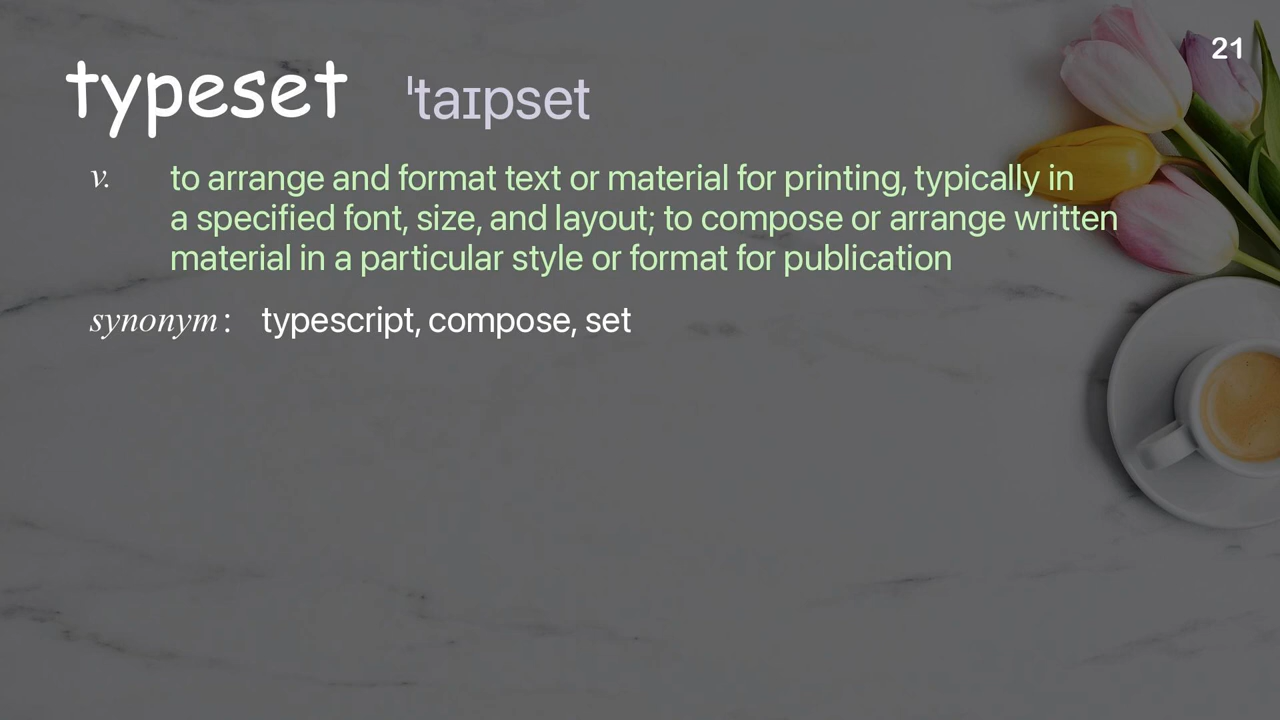 21
typeset ˈtaɪpset
v. to arrange and format text or material for printing, typically in
a specified font, size, and layout; to compose or arrange written
material in a particular style or format for publication
synonym : typescript, compose, set